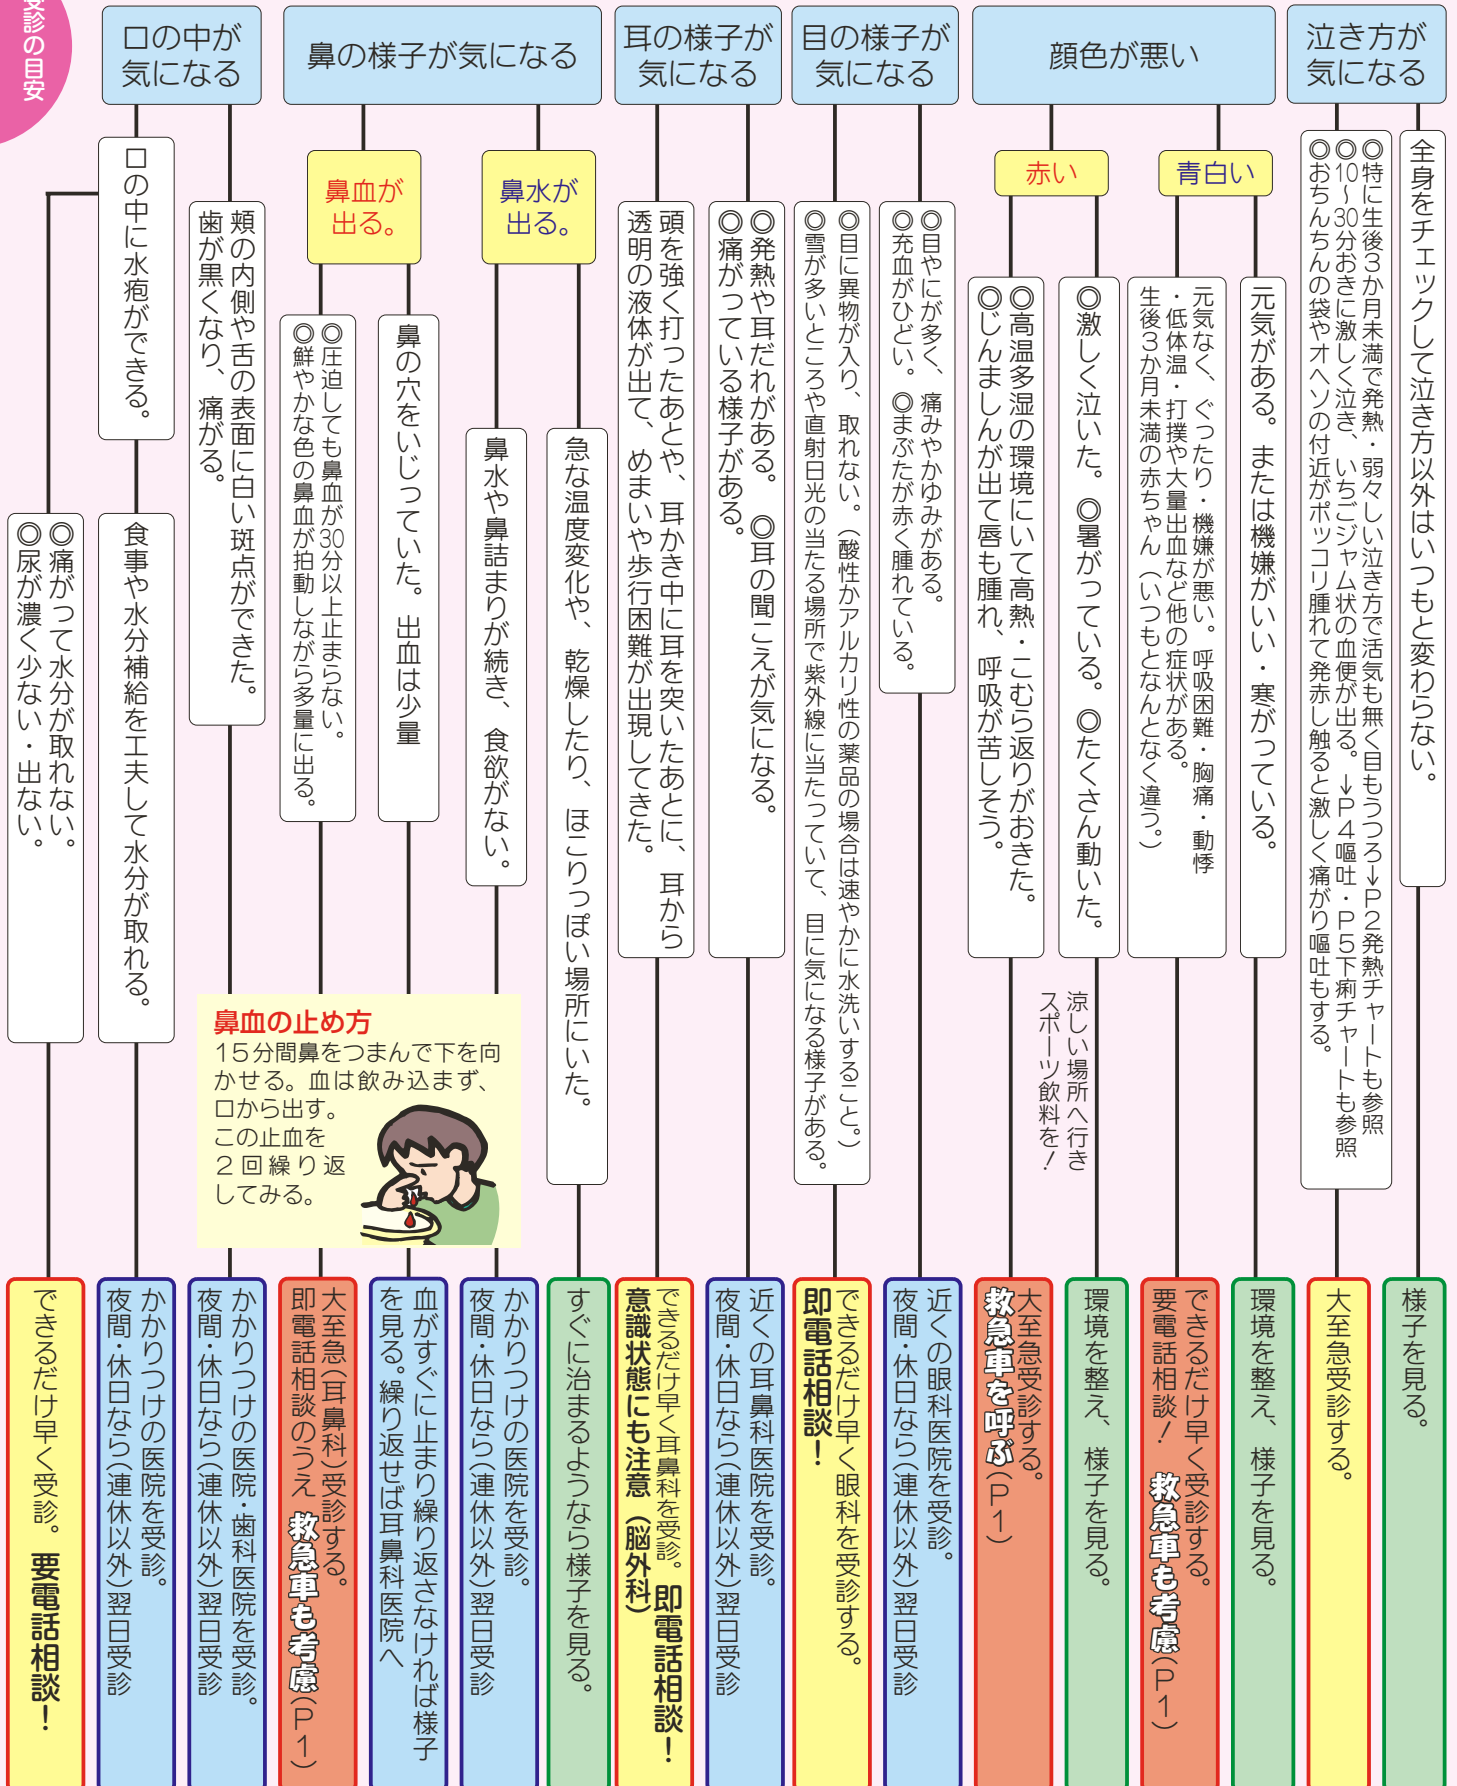 受診の目安
泣き方が
気になる
全身をチェックして泣き方以外はいつもと変わらない。
様子を見る。
◎特に生後3か月未満で発熱・弱々しい泣き方で活気も無く目もうつろ→P2発熱チャートも参照
◎10〜30分おきに激しく泣き、いちごジャム状の血便が出る。→P4嘔吐・P5下痢チャートも参照
◎おちんちんの袋やオヘソの付近がポッコリ腫れて発赤し触ると激しく痛がり嘔吐もする。
大至急受診する。
顔色が悪い
青白い
元気がある。または機嫌がいい・寒がっている。
環境を整え、様子を見る。
元気なく、ぐったり・機嫌が悪い。呼吸困難・胸痛・動悸
・低体温・打撲や大量出血など他の症状がある。
生後3か月未満の赤ちゃん（いつもとなんとなく違う。）
できるだけ早く受診する。
要電話相談！ 救急車も考慮（P1）
赤い
◎激しく泣いた。◎暑がっている。◎たくさん動いた。
涼しい場所へ行き
スポーツ飲料を！
環境を整え、様子を見る。
◎高温多湿の環境にいて高熱・こむら返りがおきた。
◎じんましんが出て唇も腫れ、呼吸が苦しそう。
大至急受診する。
救急車を呼ぶ（P1）
目の様子が
気になる
◎目やにが多く、痛みやかゆみがある。
◎充血がひどい。◎まぶたが赤く腫れている。
近くの眼科医院を受診。
夜間・休日なら（連休以外）翌日受診
◎目に異物が入り、取れない。（酸性かアルカリ性の薬品の場合は速やかに水洗いすること。）
◎雪が多いところや直射日光の当たる場所で紫外線に当たっていて、目に気になる様子がある。
できるだけ早く眼科を受診する。
即電話相談！
耳の様子が
気になる
◎発熱や耳だれがある。◎耳の聞こえが気になる。
◎痛がっている様子がある。
近くの耳鼻科医院を受診。
夜間・休日なら（連休以外）翌日受診
頭を強く打ったあとや、耳かき中に耳を突いたあとに、耳から
透明の液体が出て、めまいや歩行困難が出現してきた。
できるだけ早く耳鼻科を受診。即電話相談！
意識状態にも注意（脳外科）
鼻の様子が気になる
鼻水が
出る。
急な温度変化や、乾燥したり、ほこりっぽい場所にいた。
すぐに治まるようなら様子を見る。
鼻水や鼻詰まりが続き、食欲がない。
かかりつけの医院を受診。
夜間・休日なら（連休以外）翌日受診
鼻血が
出る。
鼻の穴をいじっていた。出血は少量
血がすぐに止まり繰り返さなければ様子
を見る。繰り返せば耳鼻科医院へ
◎圧迫しても鼻血が30分以上止まらない。
◎鮮やかな色の鼻血が拍動しながら多量に出る。
大至急（耳鼻科）受診する。
即電話相談のうえ 救急車も考慮（P1）
鼻血の止め方
15分間鼻をつまんで下を向
かせる。血は飲み込まず、
口から出す。
この止血を
2回繰り返
してみる。
口の中が
気になる
頬の内側や舌の表面に白い斑点ができた。
歯が黒くなり、痛がる。
かかりつけの医院・歯科医院を受診。
夜間・休日なら（連休以外）翌日受診
口の中に水疱ができる。
食事や水分補給を工夫して水分が取れる。
かかりつけの医院を受診。
夜間・休日なら（連休以外）翌日受診
◎痛がって水分が取れない。
◎尿が濃く少ない・出ない。
できるだけ早く受診。要電話相談！